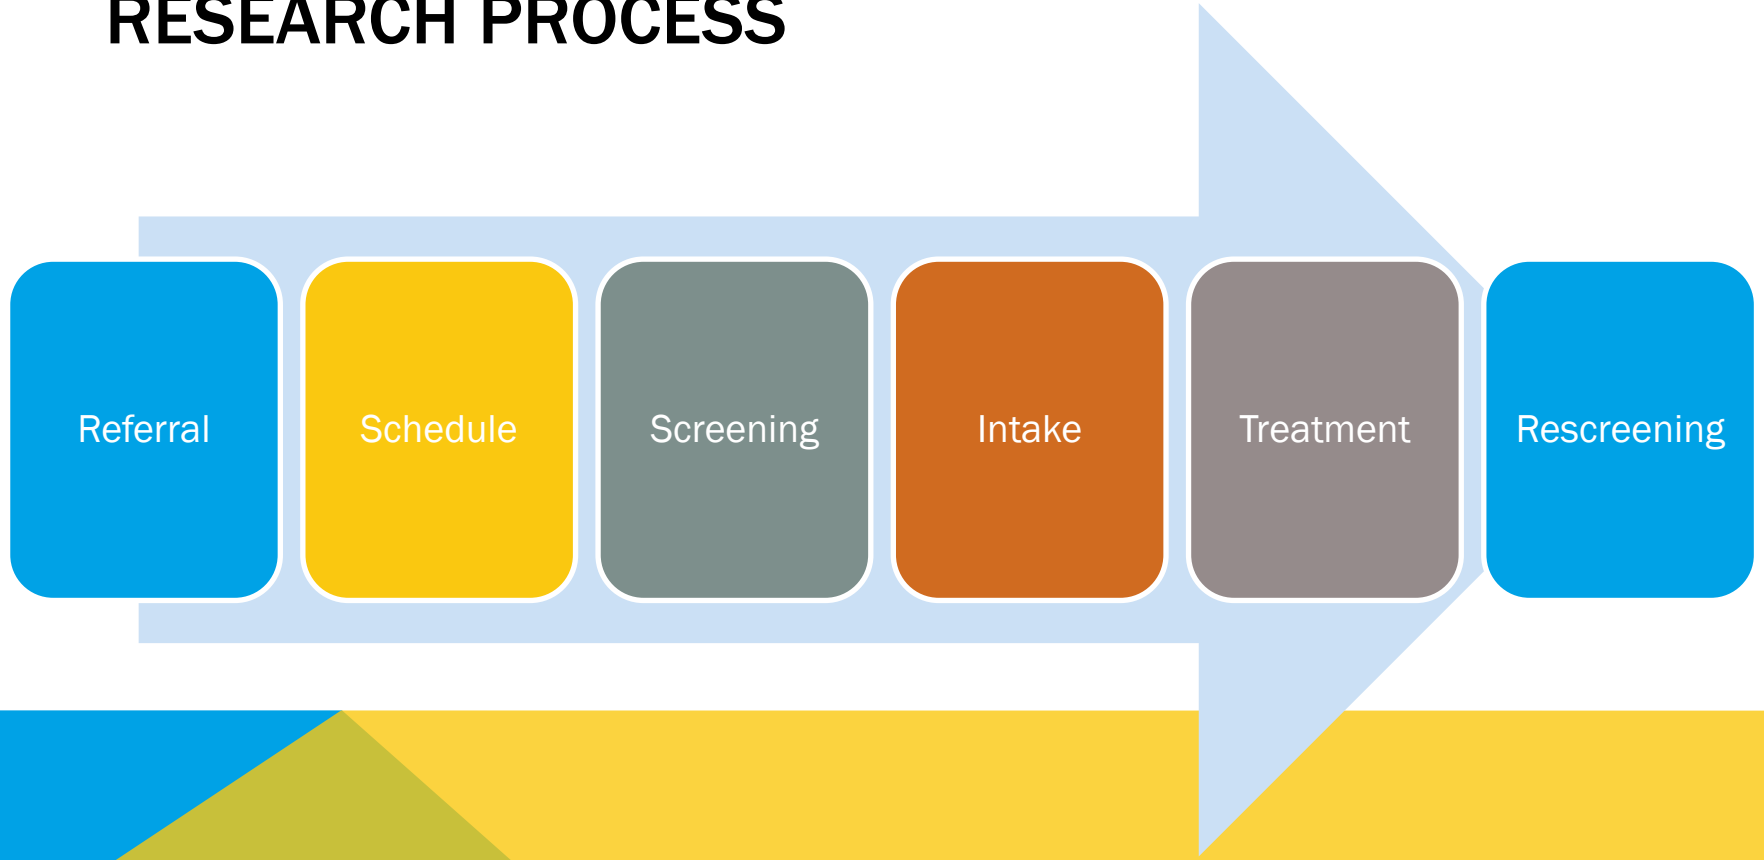 RESEARCH PROCESS
Referral
Schedule
Screening
Intake
Treatment
Rescreening